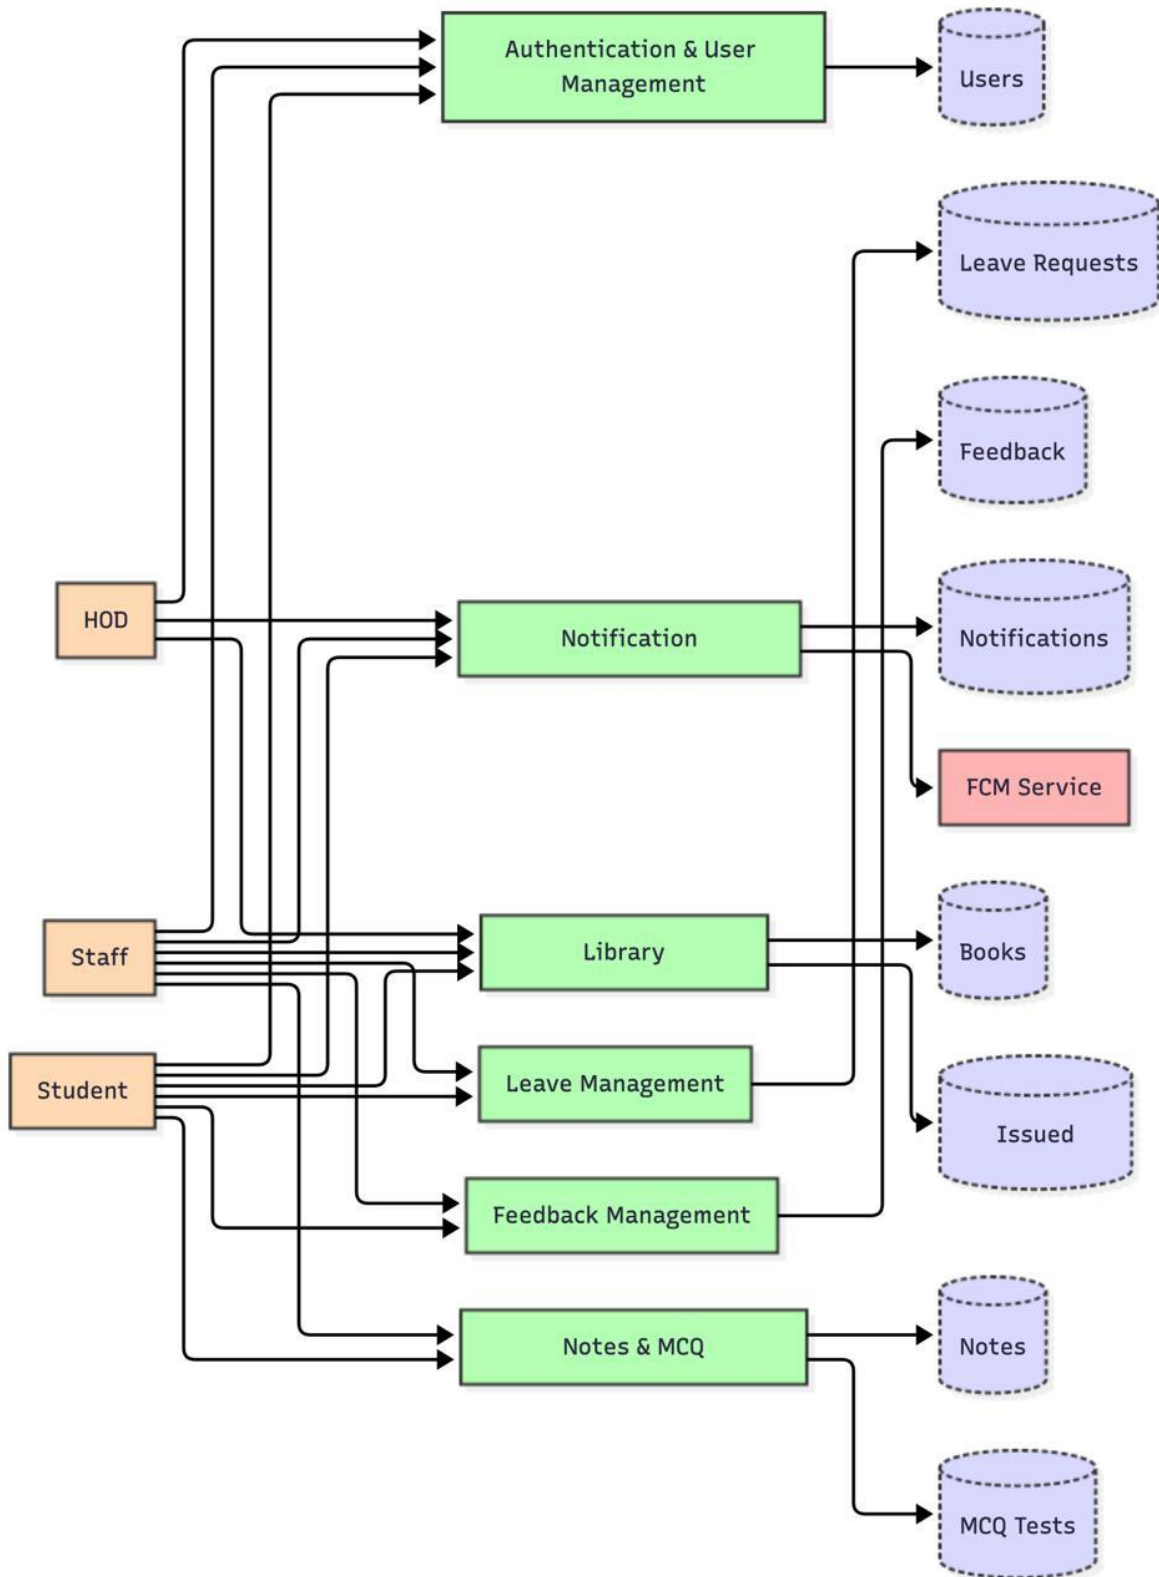 Authentication & User
Management
Users
Leave Requests
Feedback
HOD
Notification
Notifications
FCM Service
Staff
Library
Books
Student
Leave Management
Issued
Feedback Management
Notes & MCQ
Notes
MCQ Tests